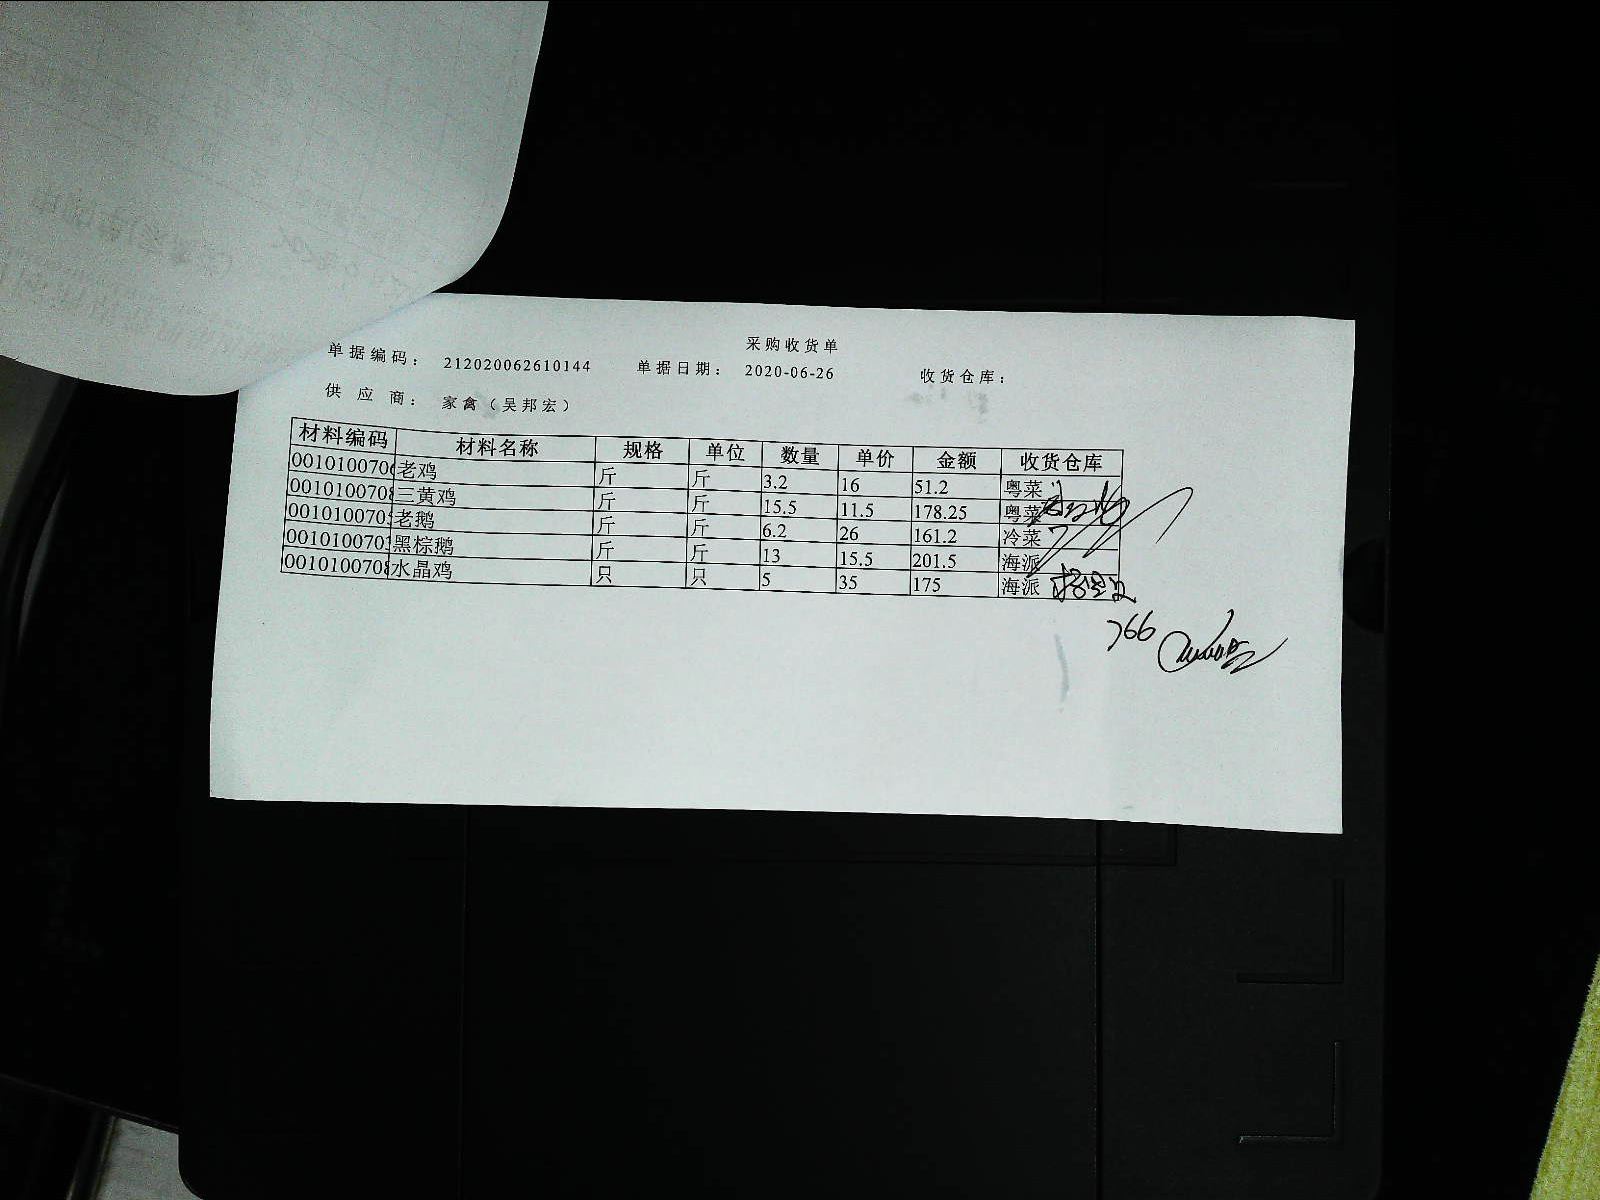 采购收货单
单据编码： 212020062610144 单据日期： 2020-06-26 收货仓库：
供应商： 家禽（吴邦宏）
材料编码 材料名称 规格 单位 数量 单价 金额 收货仓库
0010100706 老鸡 斤 斤 3.2 16 51.2 粤菜
0010100708 三黄鸡 斤 斤 15.5 11.5 178.25 粤菜
0010100705 老鹅 斤 斤 6.2 26 161.2 冷菜
0010100703 黑棕鹅 斤 斤 13 15.5 201.5 海派
0010100708 水晶鸡 只 只 5 35 175 海派
766